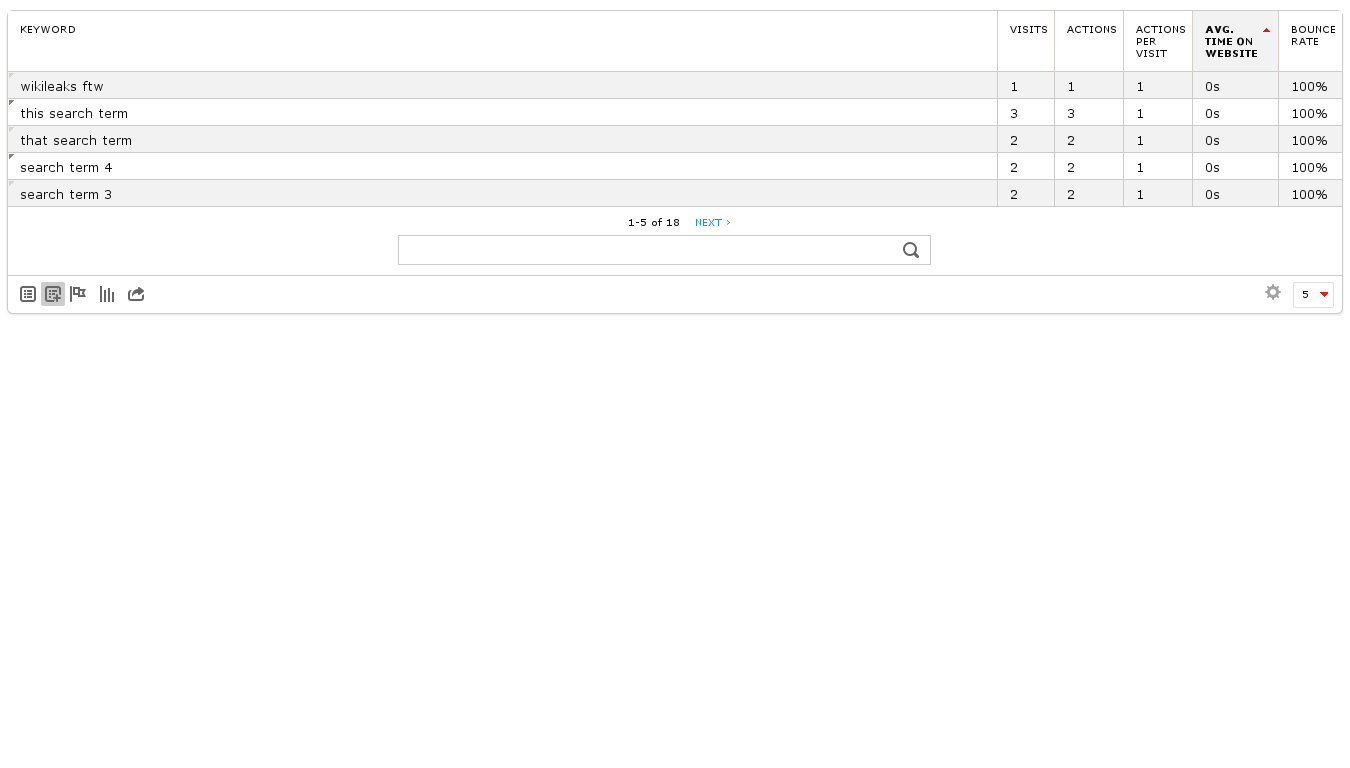 KEYWORD VISITS ACTIONS ACTIONS PER VISIT AVG. TIME ON WEBSITE BOUNCE RATE
wikileaks ftw 1 1 1 0s 100%
this search term 3 3 1 0s 100%
that search term 2 2 1 0s 100%
search term 4 2 2 1 0s 100%
search term 3 2 2 1 0s 100%
1-5 of 18 NEXT ›
5